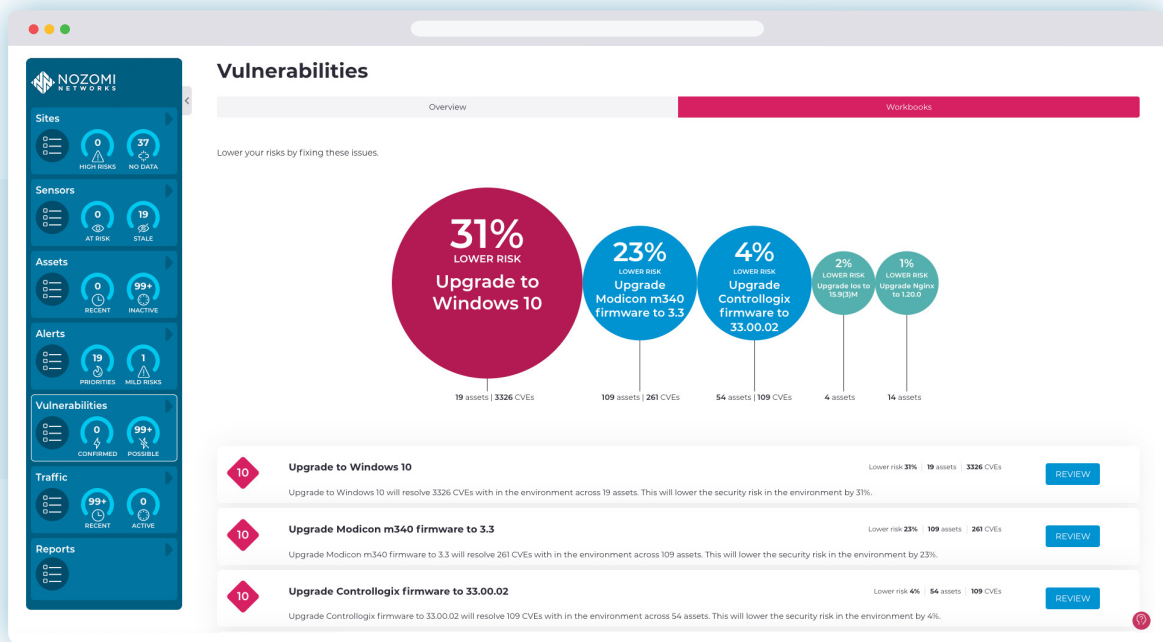 NOZOMI
NETWORKS
Sites
0
37
HIGH RISKS
NO DATA
Sensors
0
19
AT RISK
STALE
Assets
0
99+
RECENT
INACTIVE
Alerts
19
1
PRIORITIES
MILD RISKS
Vulnerabilities
0
99+
CONFIRMED
POSSIBLE
Traffic
99+
0
RECENT
ACTIVE
Reports
Vulnerabilities
Overview
Workbooks
Lower your risks by fixing these issues.
31%
LOWER RISK
Upgrade to
Windows 10
19 assets | 3326 CVEs
23%
LOWER RISK
Upgrade
Modicon m340
firmware to 3.3
109 assets | 261 CVEs
4%
LOWER RISK
Upgrade
Controllogix
firmware to
33.00.02
54 assets | 109 CVEs
2%
LOWER RISK
Upgrade Ios to
15.9(3)M
4 assets
1%
LOWER RISK
Upgrade Nginx
to 1.20.0
14 assets
10
Upgrade to Windows 10
Lower risk 31% | 19 assets | 3326 CVEs
REVIEW
Upgrade to Windows 10 will resolve 3326 CVEs with in the environment across 19 assets. This will lower the security risk in the environment by 31%.
10
Upgrade Modicon m340 firmware to 3.3
Lower risk 23% | 109 assets | 261 CVEs
REVIEW
Upgrade Modicon m340 firmware to 3.3 will resolve 261 CVEs with in the environment across 109 assets. This will lower the security risk in the environment by 23%.
10
Upgrade Controllogix firmware to 33.00.02
Lower risk 4% | 54 assets | 109 CVEs
REVIEW
Upgrade Controllogix firmware to 33.00.02 will resolve 109 CVEs with in the environment across 54 assets. This will lower the security risk in the environment by 4%.